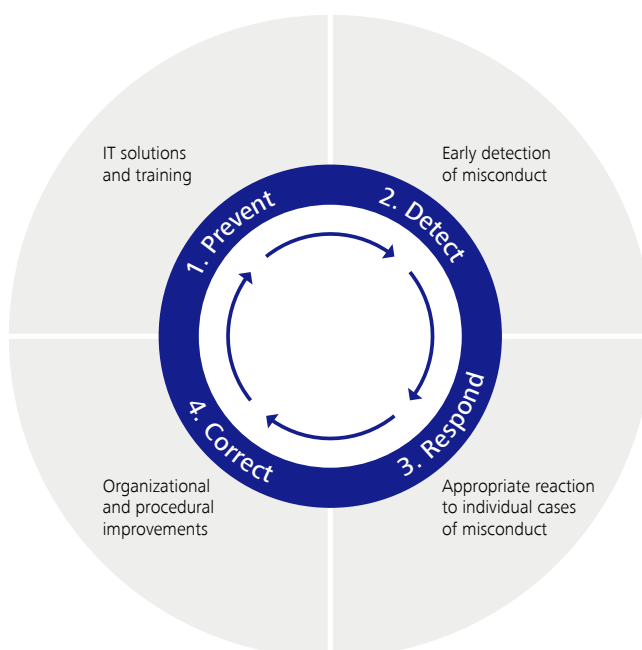 IT solutions
and training
1. Prevent
Early detection
of misconduct
2. Detect
Appropriate reaction
to individual cases
of misconduct
3. Respond
Organizational
and procedural
improvements
4. Correct